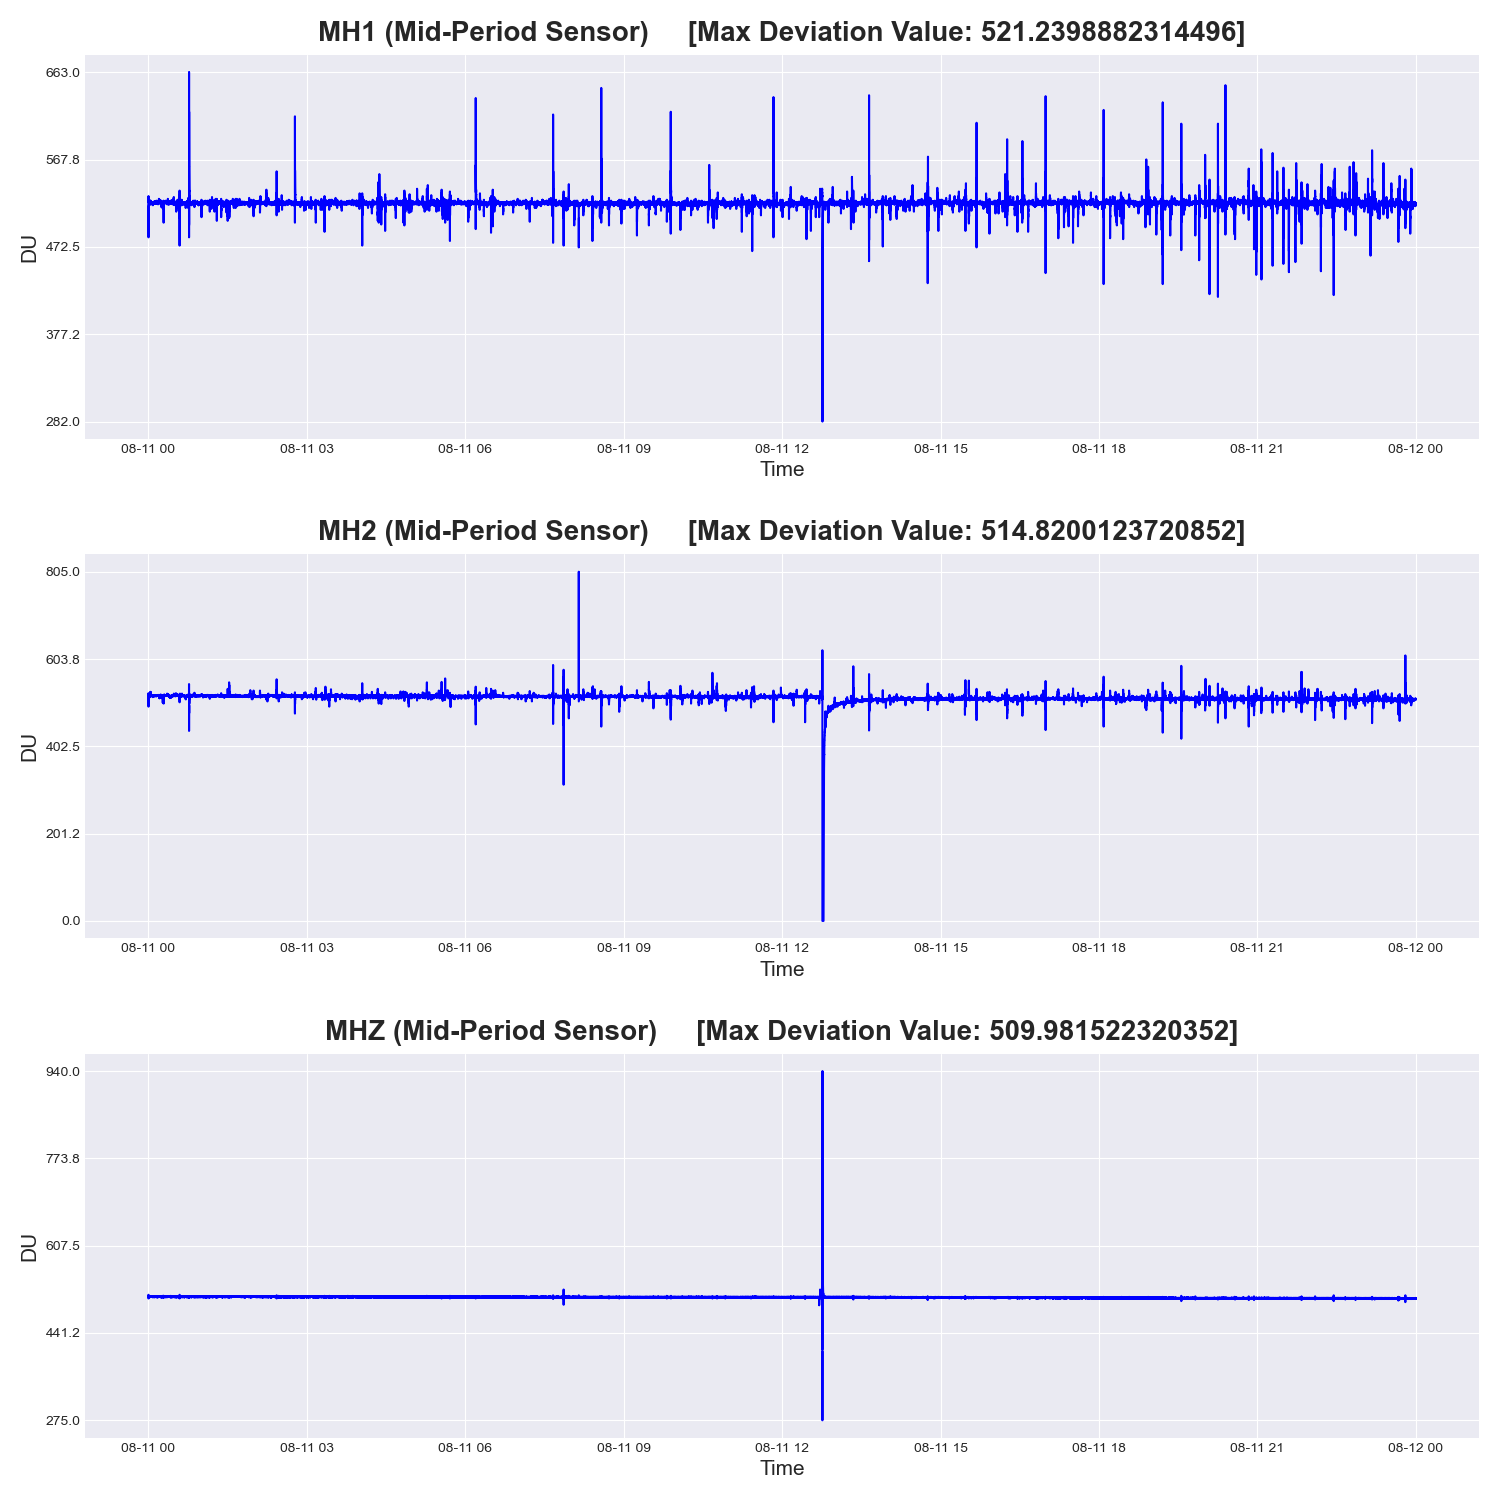 MH1 (Mid-Period Sensor) [Max Deviation Value: 521.2398882314496]
663.0
567.8
472.5
377.2
282.0
DU
08-11 00 08-11 03 08-11 06 08-11 09 08-11 12 08-11 15 08-11 18 08-11 21 08-12 00
Time
MH2 (Mid-Period Sensor) [Max Deviation Value: 514.8200123720852]
805.0
603.8
402.5
201.2
0.0
DU
08-11 00 08-11 03 08-11 06 08-11 09 08-11 12 08-11 15 08-11 18 08-11 21 08-12 00
Time
MHZ (Mid-Period Sensor) [Max Deviation Value: 509.981522320352]
940.0
773.8
607.5
441.2
275.0
DU
08-11 00 08-11 03 08-11 06 08-11 09 08-11 12 08-11 15 08-11 18 08-11 21 08-12 00
Time